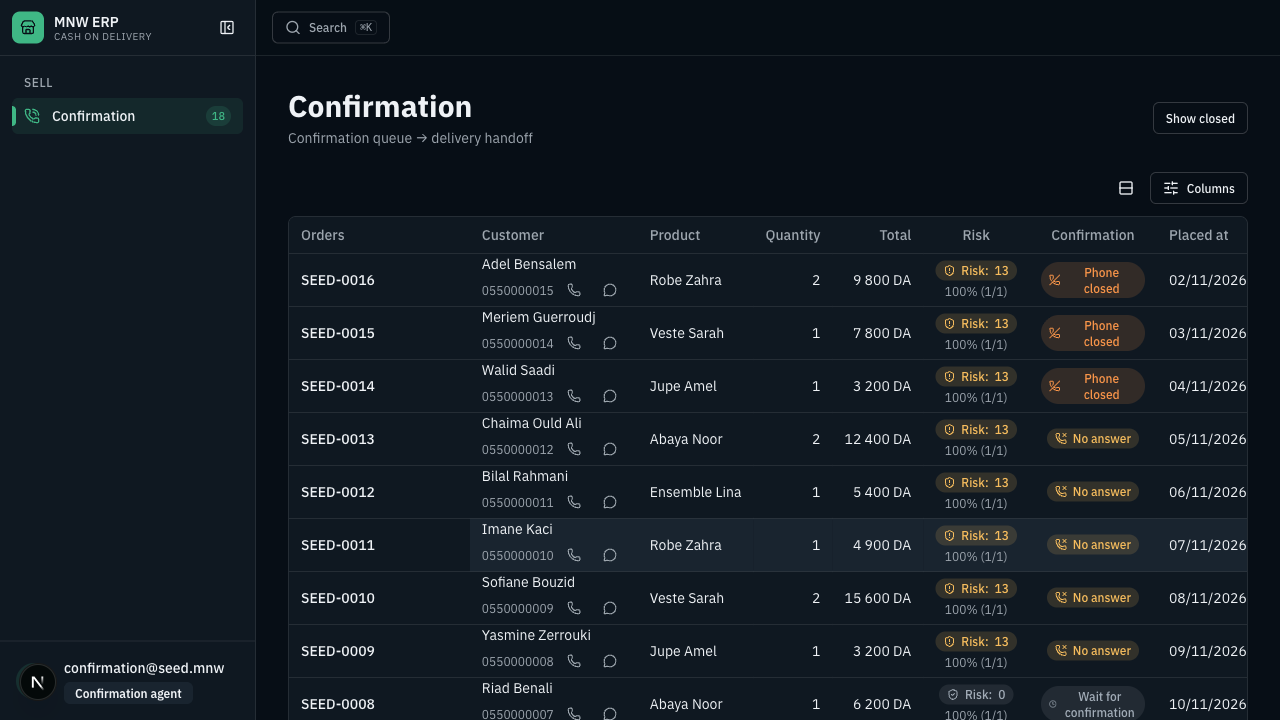 MNW ERP
CASH ON DELIVERY
Search ⌘K
SELL
Confirmation 18
Confirmation
Confirmation queue → delivery handoff
Show closed
Columns
Orders Customer Product Quantity Total Risk Confirmation Placed at
SEED-0016 Adel Bensalem 0550000015 Robe Zahra 2 9 800 DA Risk: 13 100% (1/1) Phone closed 02/11/2026
SEED-0015 Meriem Guerroudj 0550000014 Veste Sarah 1 7 800 DA Risk: 13 100% (1/1) Phone closed 03/11/2026
SEED-0014 Walid Saadi 0550000013 Jupe Amel 1 3 200 DA Risk: 13 100% (1/1) Phone closed 04/11/2026
SEED-0013 Chaima Ould Ali 0550000012 Abaya Noor 2 12 400 DA Risk: 13 100% (1/1) No answer 05/11/2026
SEED-0012 Bilal Rahmani 0550000011 Ensemble Lina 1 5 400 DA Risk: 13 100% (1/1) No answer 06/11/2026
SEED-0011 Imane Kaci 0550000010 Robe Zahra 1 4 900 DA Risk: 13 100% (1/1) No answer 07/11/2026
SEED-0010 Sofiane Bouzid 0550000009 Veste Sarah 2 15 600 DA Risk: 13 100% (1/1) No answer 08/11/2026
SEED-0009 Yasmine Zerrouki 0550000008 Jupe Amel 1 3 200 DA Risk: 13 100% (1/1) No answer 09/11/2026
SEED-0008 Riad Benali 0550000007 Abaya Noor 1 6 200 DA Risk: 0 100% (1/1) Wait for confirmation 10/11/2026
N
confirmation@seed.mnw
Confirmation agent